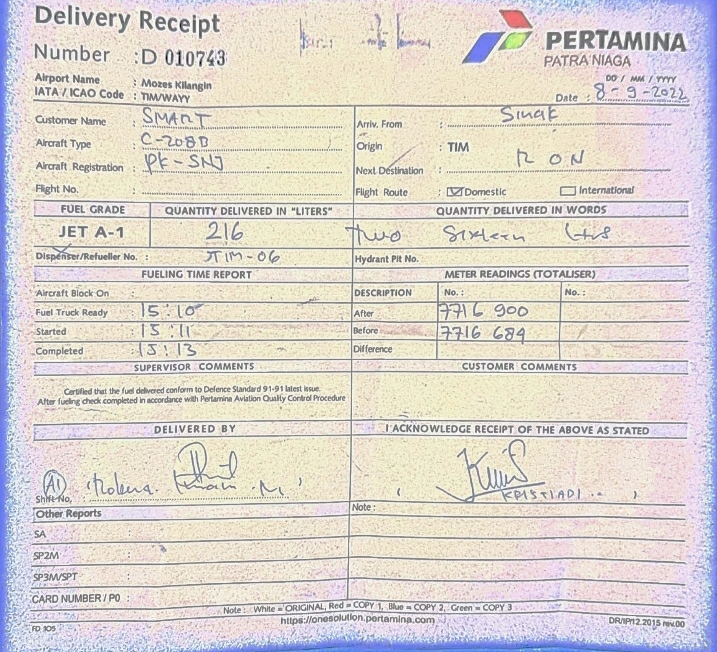 Delivery Receipt
Number : D 010743
PERTAMINA
PATRA NIAGA
Airport Name : Mozes Kilangin
IATA / ICAO Code : TIM/WAYY
DD / MM / YYYY
Date : 8-9-2022
Customer Name : SMART
Arriv. From : Sinak
Aircraft Type : C-208B
Origin : TIM
Aircraft Registration : PK-SNJ
Next Destination : RON
Flight No. :
Flight Route : Domestic International
FUEL GRADE QUANTITY DELIVERED IN "LITERS" QUANTITY DELIVERED IN WORDS
JET A-1 216 Two Sixteen Ltrs
Dispenser/Refueller No. : TIM-06 Hydrant Pit No.
FUELING TIME REPORT METER READINGS (TOTALISER)
Aircraft Block On : DESCRIPTION No. : No. :
Fuel Truck Ready : 15:10 After 7716 900
Started : 15:11 Before 7716 684
Completed : 15:13 Difference
SUPERVISOR COMMENTS CUSTOMER COMMENTS
Certified that the fuel delivered conform to Defence Standard 91-91 latest issue.
After fueling check completed in accordance with Pertamina Aviation Quality Control Procedure
DELIVERED BY I ACKNOWLEDGE RECEIPT OF THE ABOVE AS STATED
A1
Shift No. : ( KRISTIADI )
Other Reports Note :
SA :
SP2M :
SP3M/SPT :
CARD NUMBER / PO :
Note : White = ORIGINAL, Red = COPY 1, Blue = COPY 2, Green = COPY 3
FD 105 https://onesolution.pertamina.com DR/IP/12.2015 rev.00